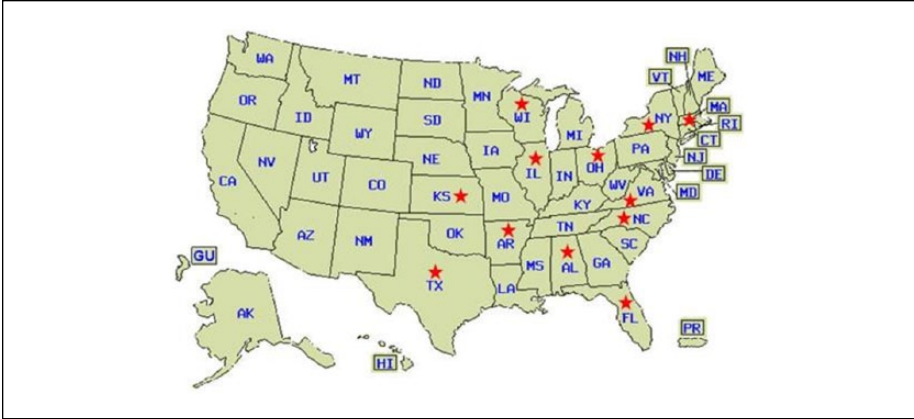 NH
WA
VT
ME
MT
ND
MN
OR
MA
ID
WI
NY
RI
SD
MI
WY
CT
PA
IA
NE
NJ
NV
OH
IL
IN
DE
UT
CA
CO
WV
VA
MD
KS
MO
KY
NC
TN
OK
AZ
NM
AR
SC
GU
MS
AL
GA
TX
LA
AK
FL
PR
HI